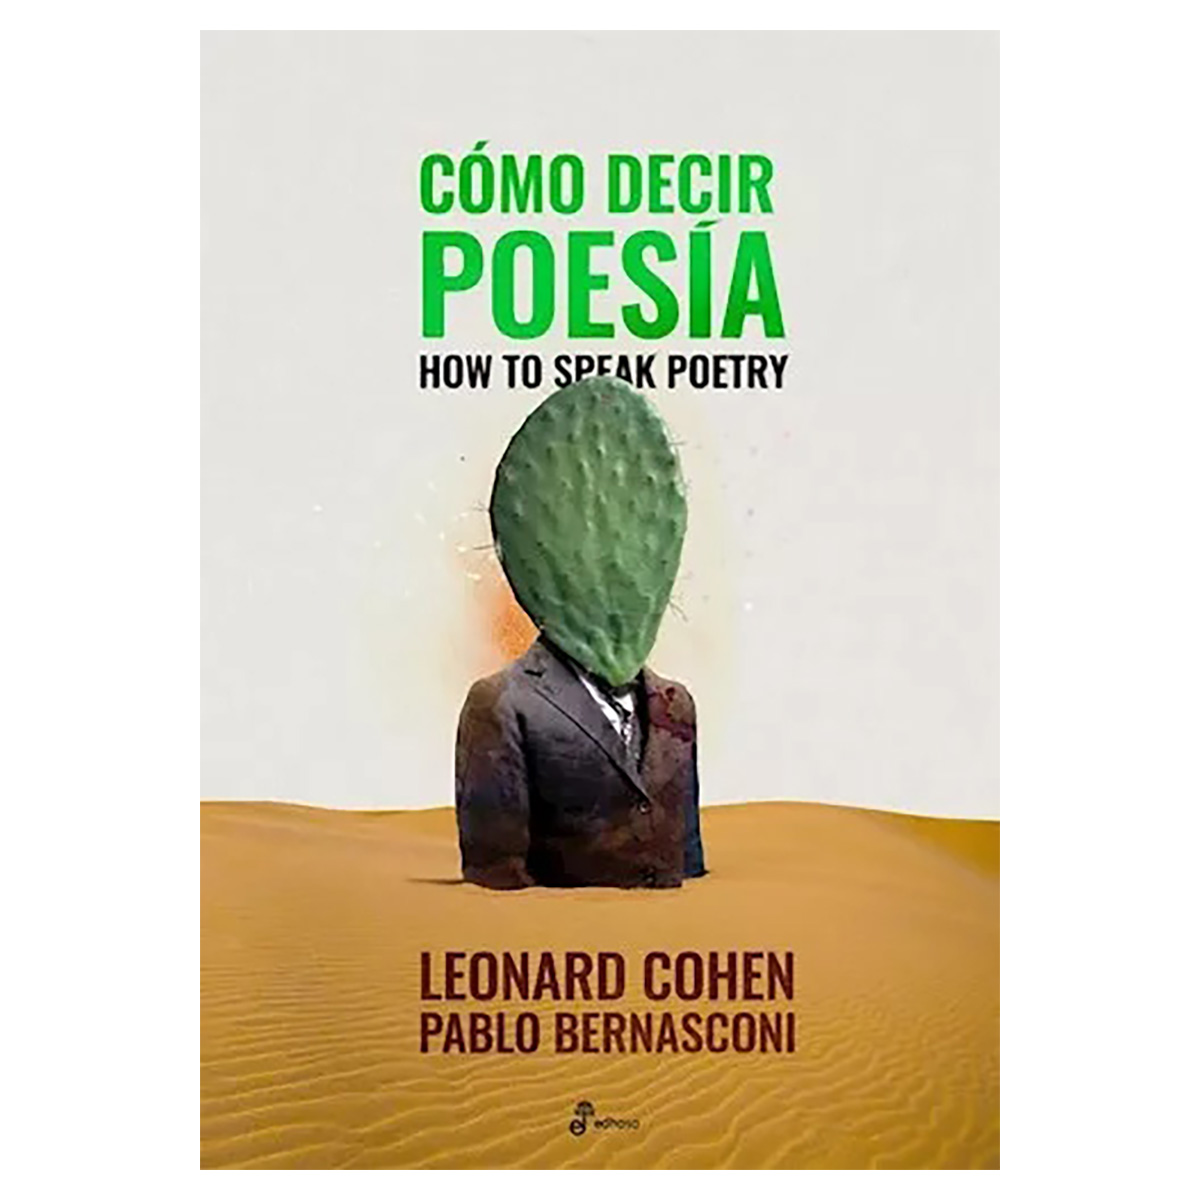 CÓMO DECIR
POESÍA
HOW TO SPEAK POETRY
LEONARD COHEN
PABLO BERNASCONI
edhasa